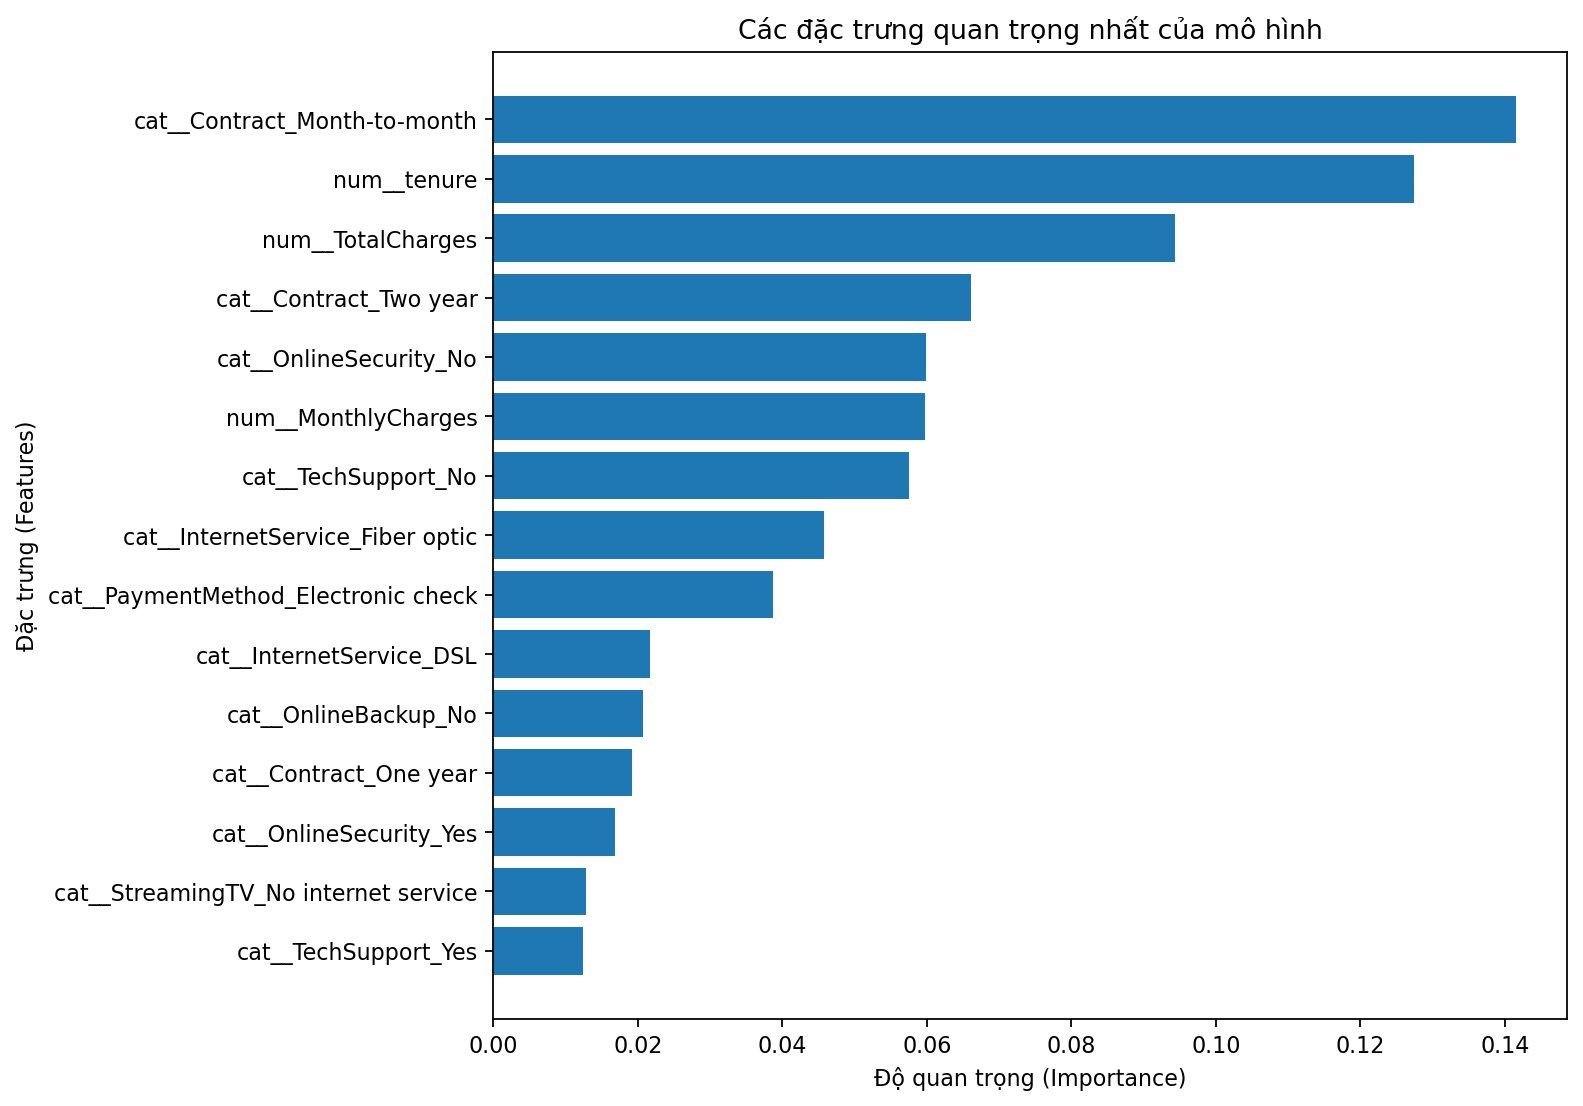 Các đặc trưng quan trọng nhất của mô hình
cat__Contract_Month-to-month
num__tenure
num__TotalCharges
cat__Contract_Two year
cat__OnlineSecurity_No
num__MonthlyCharges
cat__TechSupport_No
cat__InternetService_Fiber optic
cat__PaymentMethod_Electronic check
cat__InternetService_DSL
cat__OnlineBackup_No
cat__Contract_One year
cat__OnlineSecurity_Yes
cat__StreamingTV_No internet service
cat__TechSupport_Yes
Đặc trưng (Features)
0.00 0.02 0.04 0.06 0.08 0.10 0.12 0.14
Độ quan trọng (Importance)